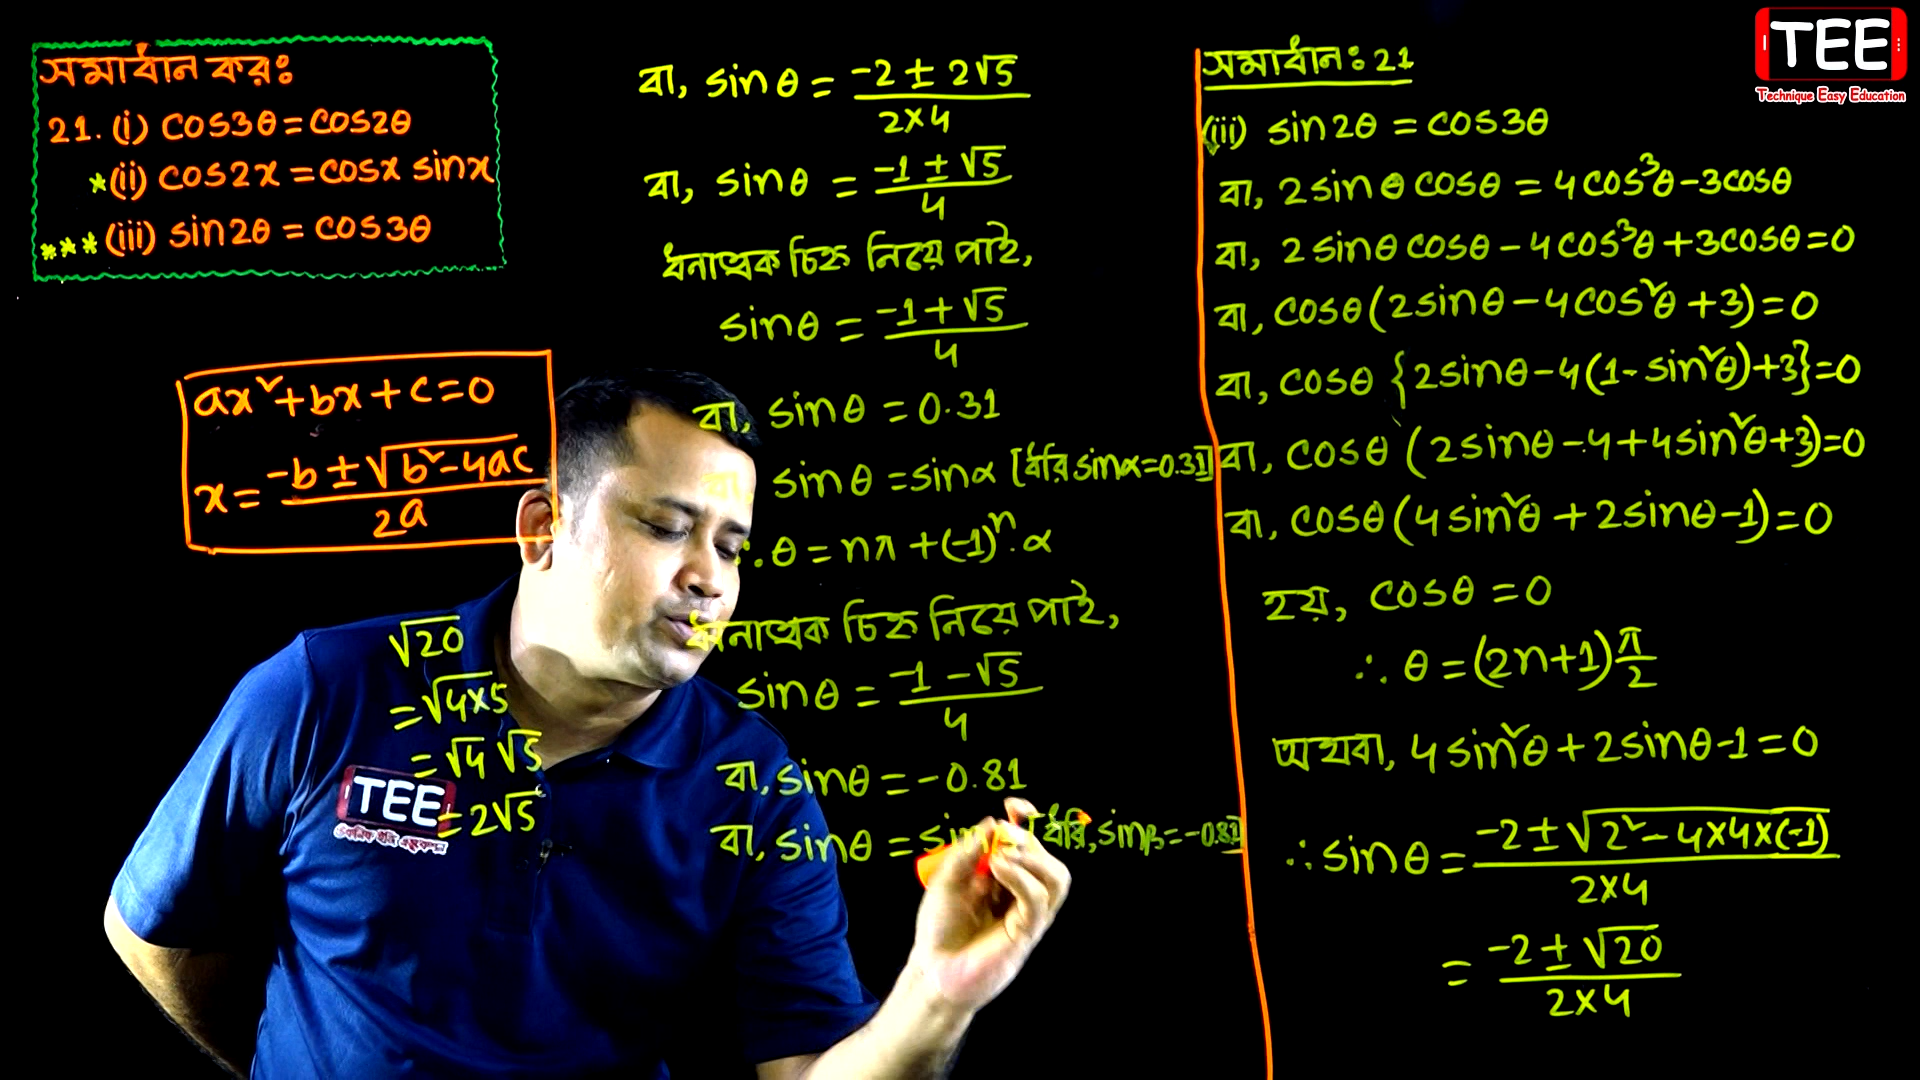 সমাধান করঃ
21. (i) cos3θ = cos2θ
*(ii) cos2x = cosx sinx
***(iii) sin2θ = cos3θ
ax²+bx+c=0
x = (-b ± √(b²-4ac))/2a
√20
= √4×5
= √4 √5
= 2√5
TEE
সমাধানঃ 21
(iii) sin2θ = cos3θ
বা, 2sinθ cosθ = 4cos³θ-3cosθ
বা, 2sinθ cosθ - 4cos³θ+3cosθ=0
বা, cosθ(2sinθ - 4cos²θ +3)=0
বা, cosθ {2sinθ-4(1-sin²θ)+3}=0
বা, cosθ (2sinθ-4+4sin²θ+3)=0
বা, cosθ(4sin²θ + 2sinθ-1)=0
হয়, cosθ = 0
∴ θ = (2n+1)π/2
অথবা, 4sin²θ+2sinθ-1=0
∴ sinθ = (-2 ± √(2²-4×4×(-1)))/(2×4)
= (-2 ± √20)/(2×4)
বা, sinθ = (-2 ± 2√5)/(2×4)
বা, sinθ = (-1 ± √5)/4
ধনাত্মক চিহ্ন নিয়ে পাই,
sinθ = (-1+√5)/4
বা, sinθ = 0.31
বা, sinθ = sinα [ধরি sinα=0.31]
∴ θ = nπ + (-1)ⁿ.α
ঋনাত্মক চিহ্ন নিয়ে পাই,
sinθ = (-1-√5)/4
বা, sinθ = -0.81
বা, sinθ = [ধরি, sinβ=-0.81]
TEE
Technique Easy Education